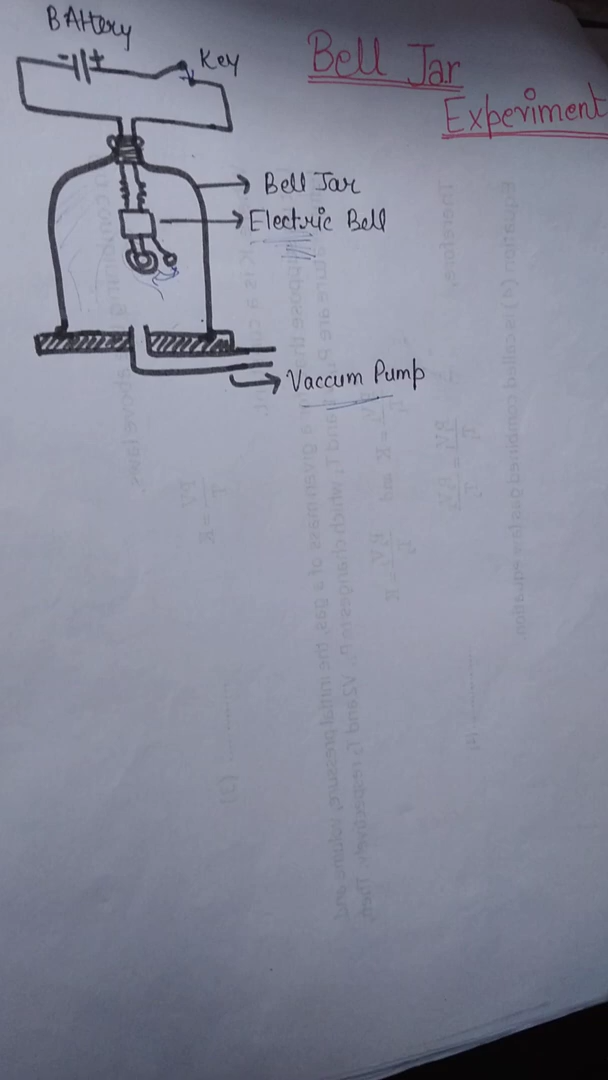 BAttery
- +
Key
Bell Jar
Experiment
Bell Jar
Electric Bell
Vaccum Pump